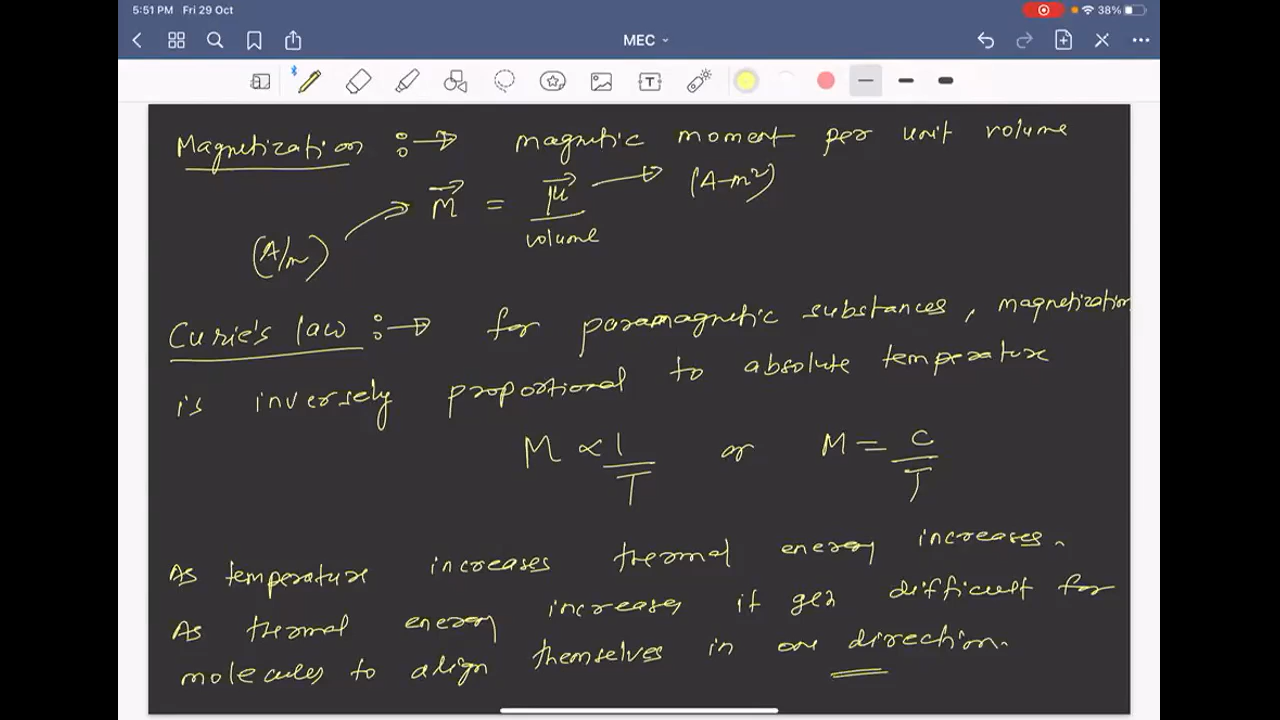 5:51 PM Fri 29 Oct
38%
MEC
T
Magnetization :→ magnetic moment per unit volume
M⃗ = μ⃗ / volume → (A-m²)
(A/m)
Curie's law :→ for paramagnetic substances, magnetization
is inversely proportional to absolute temperature
M ∝ 1/T or M = C/T
As temperature increases thermal energy increases.
As thermal energy increases it gets difficult for
molecules to align themselves in one direction.